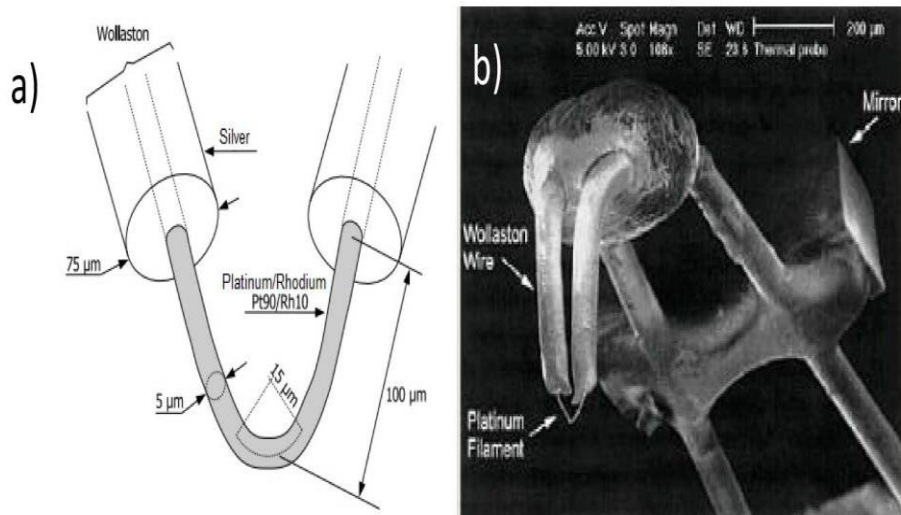 a)
Wollaston
Silver
75 µm
Platinum/Rhodium
Pt90/Rh10
15 µm
5 µm
100 µm
b)
Acc V Spot Magn Det WD 200 µm
5.00 kV 3.0 108x SE 23.6 Thermal probe
Mirror
Wollaston
Wire
Platinum
Filament